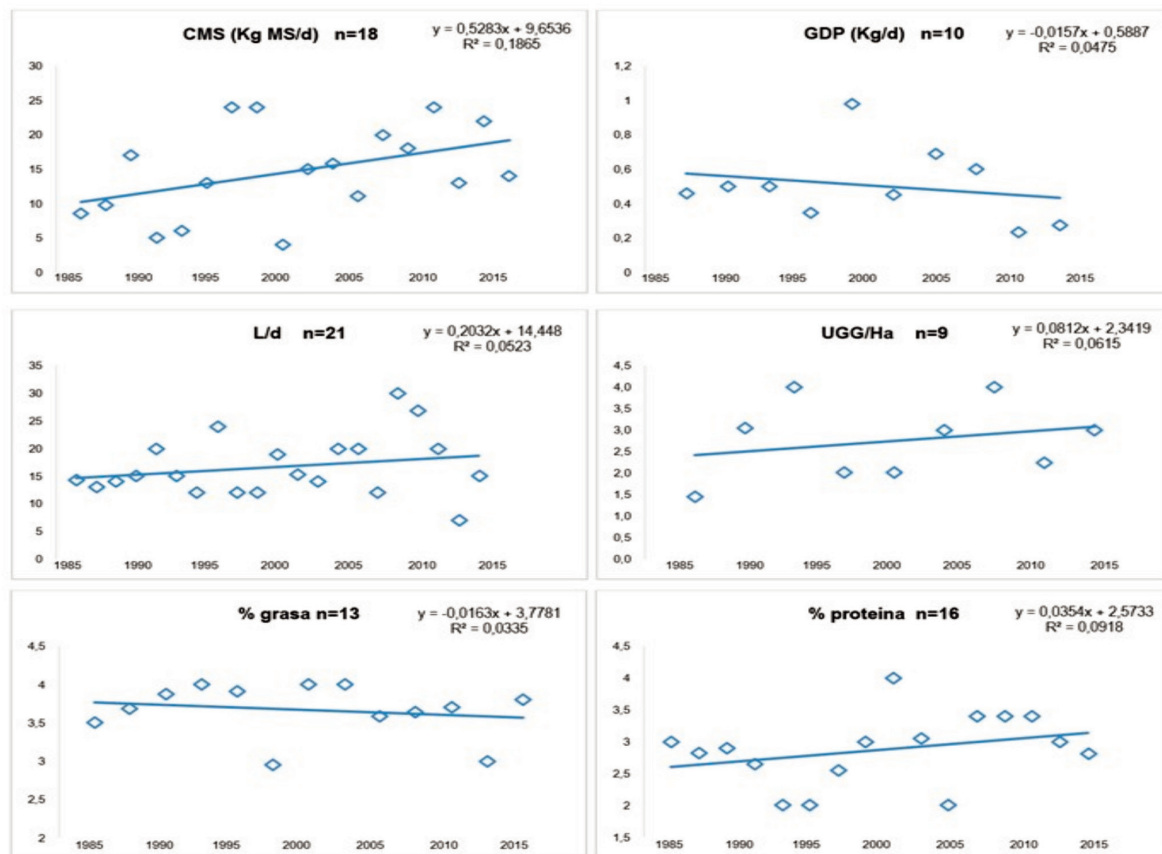 CMS (Kg MS/d) n=18
y = 0,5283x + 9,6536
R² = 0,1865
30
25
20
15
10
5
0
1985 1990 1995 2000 2005 2010 2015
GDP (Kg/d) n=10
y = -0,0157x + 0,5887
R² = 0,0475
1,2
1
0,8
0,6
0,4
0,2
0
1985 1990 1995 2000 2005 2010 2015
L/d n=21
y = 0,2032x + 14,448
R² = 0,0523
35
30
25
20
15
10
5
0
1985 1990 1995 2000 2005 2010 2015
UGG/Ha n=9
y = 0,0812x + 2,3419
R² = 0,0615
4,5
4,0
3,5
3,0
2,5
2,0
1,5
1,0
0,5
0,0
1985 1990 1995 2000 2005 2010 2015
% grasa n=13
y = -0,0163x + 3,7781
R² = 0,0335
4,5
4
3,5
3
2,5
2
1985 1990 1995 2000 2005 2010 2015
% proteina n=16
y = 0,0354x + 2,5733
R² = 0,0918
4,5
4
3,5
3
2,5
2
1,5
1985 1990 1995 2000 2005 2010 2015